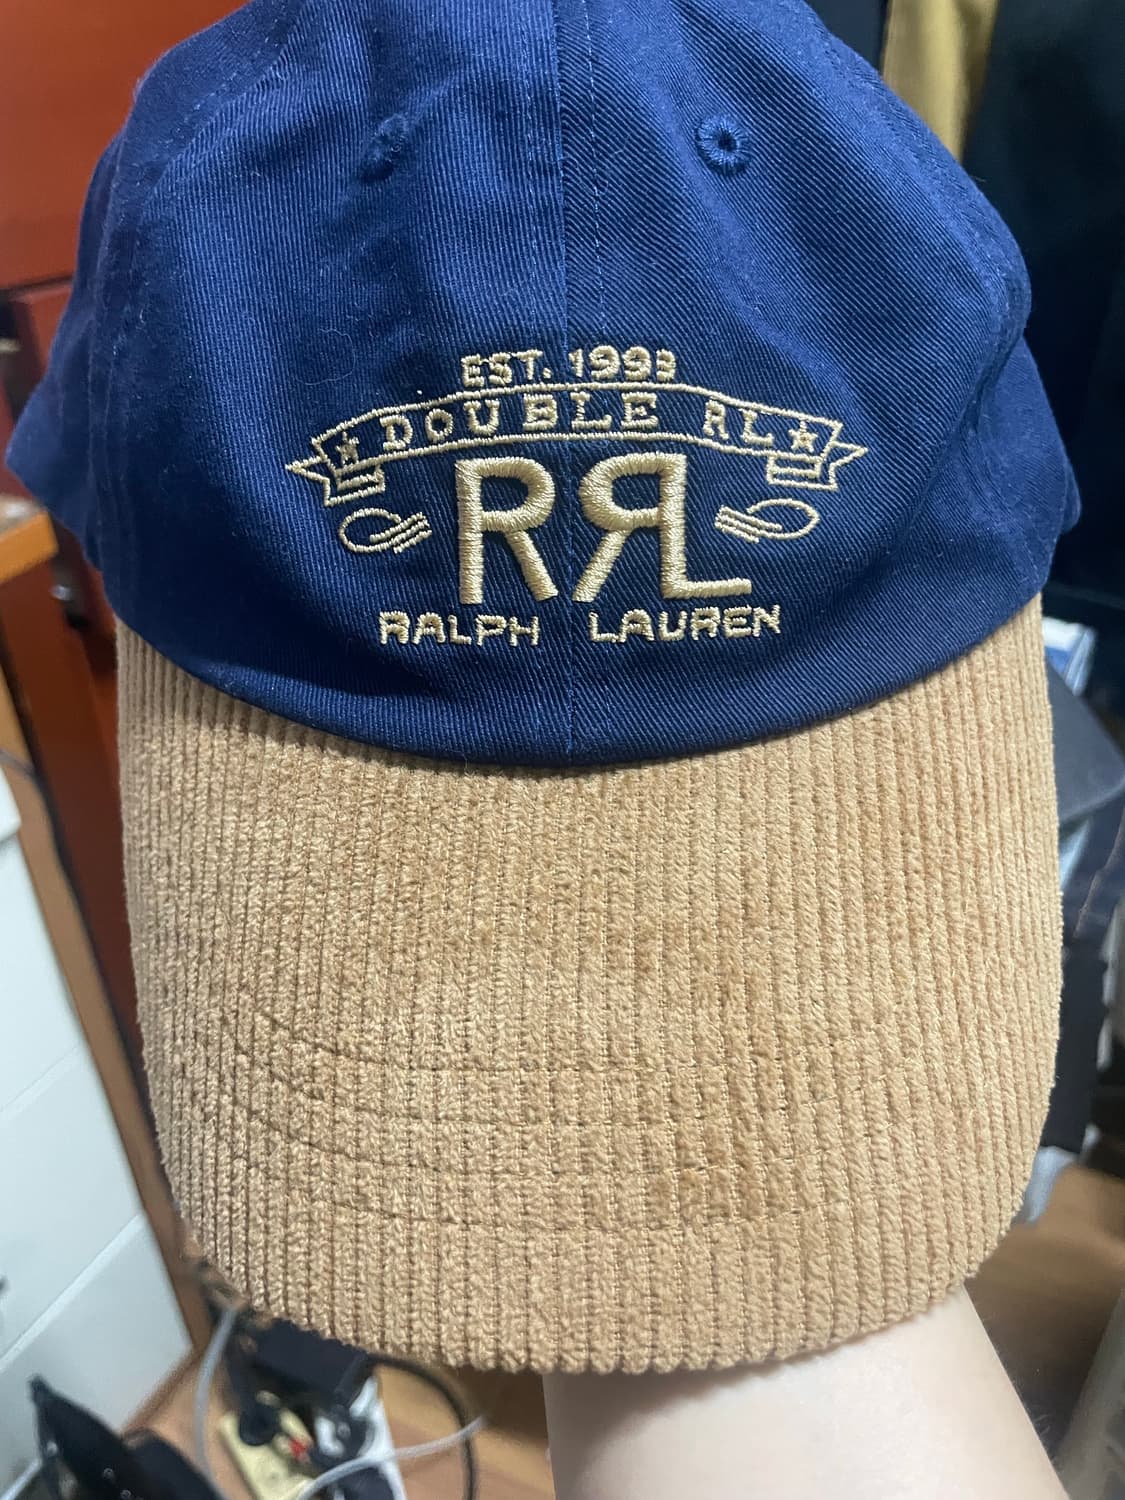 EST. 1993
DOUBLE RL
RRL
RALPH LAUREN